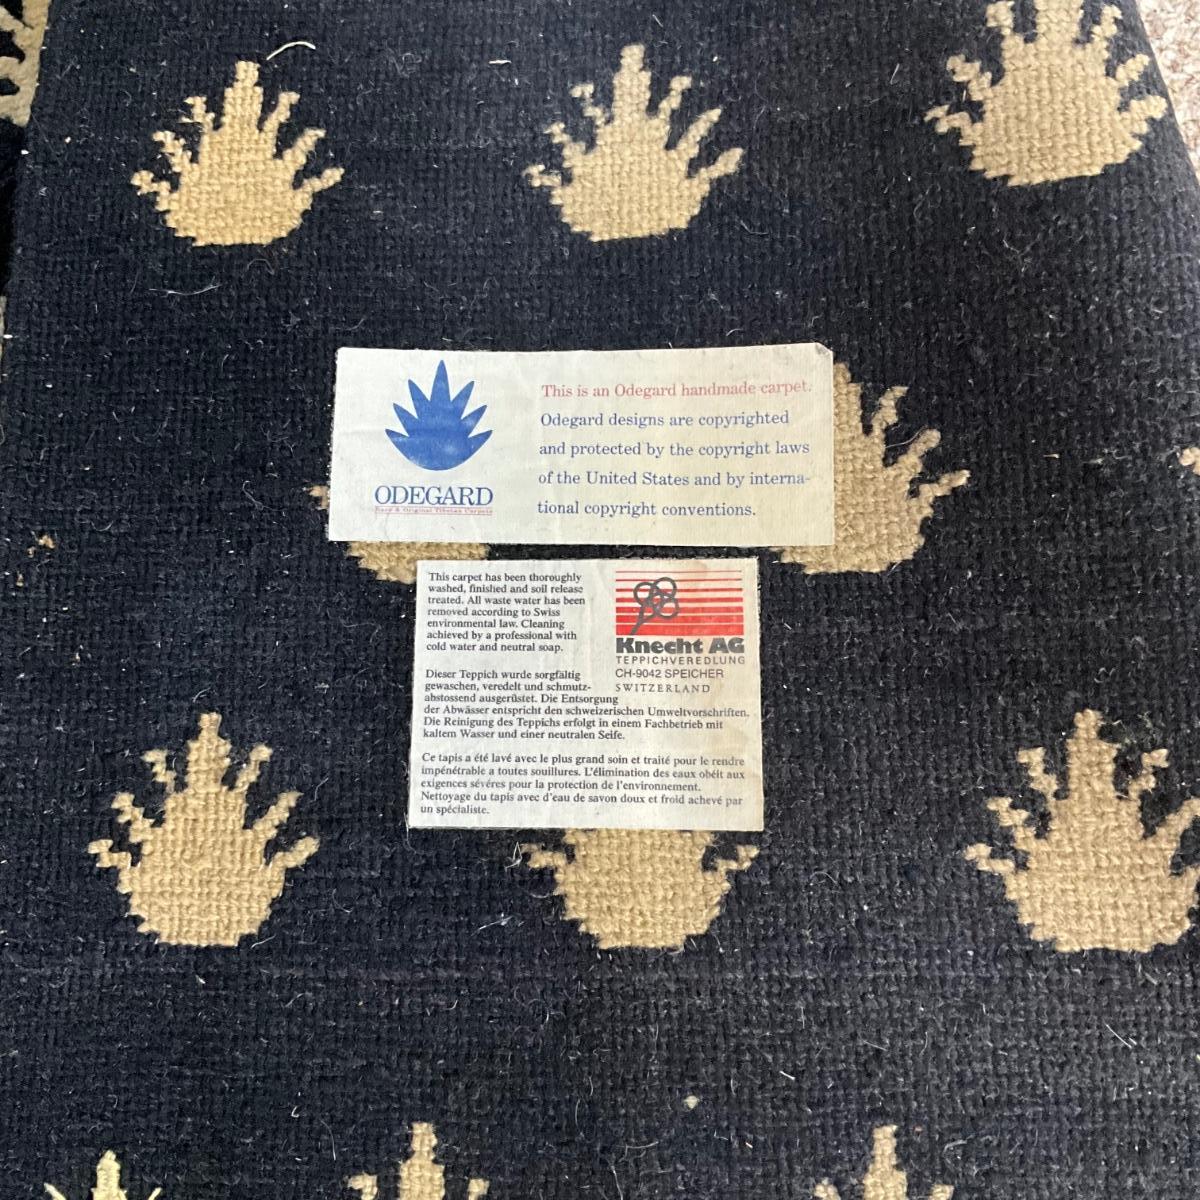 This is an Odegard handmade carpet.
Odegard designs are copyrighted
and protected by the copyright laws
of the United States and by interna-
tional copyright conventions.
ODEGARD
Rare & Original Tibetan Carpets
This carpet has been thoroughly
washed, finished and soil release
treated. All waste water has been
removed according to Swiss
environmental law. Cleaning
achieved by a professional with
cold water and neutral soap.
Knecht AG
TEPPICHVEREDLUNG
CH-9042 SPEICHER
SWITZERLAND
Dieser Teppich wurde sorgfältig
gewaschen, veredelt und schmutz-
abstossend ausgerüstet. Die Entsorgung
der Abwässer entspricht den schweizerischen Umweltvorschriften.
Die Reinigung des Teppichs erfolgt in einem Fachbetrieb mit
kaltem Wasser und einer neutralen Seife.
Ce tapis a été lavé avec le plus grand soin et traité pour le rendre
impénétrable a toutes souillures. L'élimination des eaux obéit aux
exigences sévéres pour la protection de l'environnement.
Nettoyage du tapis avec d'eau de savon doux et froid achevé par
un spécialiste.